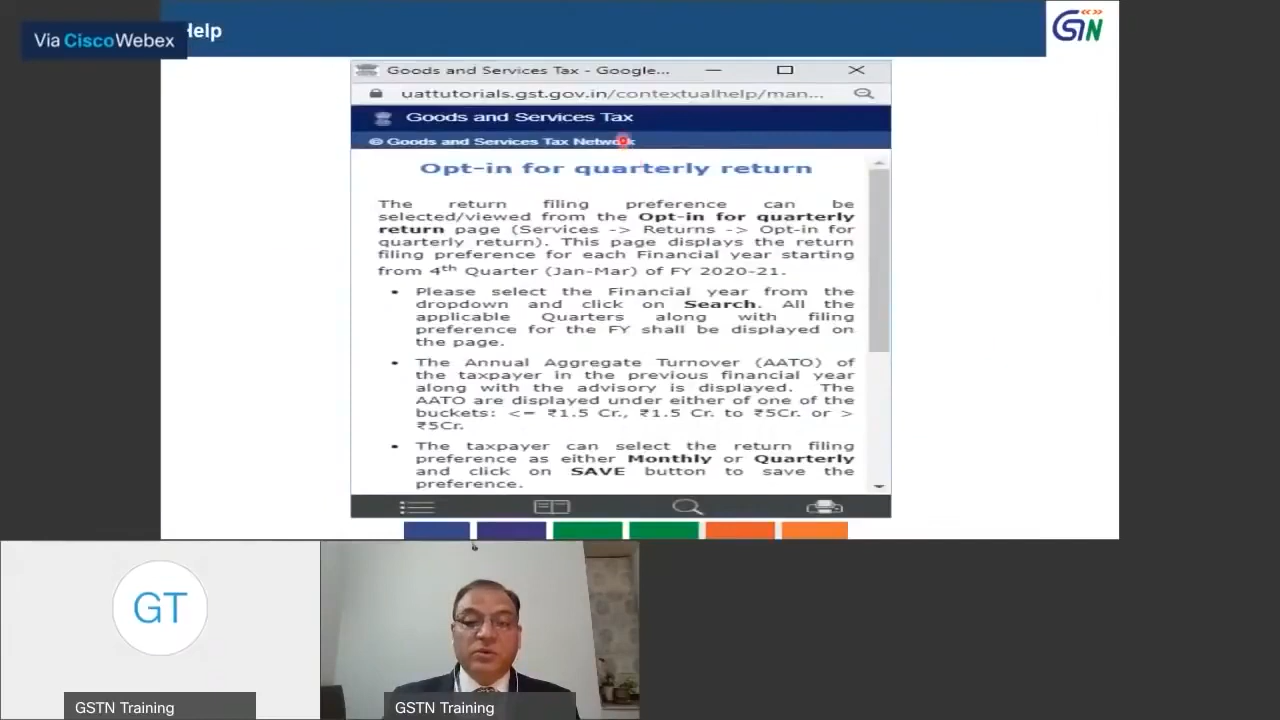 Via CiscoWebex
Help
GSTN
Goods and Services Tax - Google...
uattutorials.gst.gov.in/contextualhelp/man...
Goods and Services Tax
© Goods and Services Tax Network
Opt-in for quarterly return
The return filing preference can be
selected/viewed from the Opt-in for quarterly
return page (Services -> Returns -> Opt-in for
quarterly return). This page displays the return
filing preference for each Financial year starting
from 4th Quarter (Jan-Mar) of FY 2020-21.
• Please select the Financial year from the
dropdown and click on Search. All the
applicable Quarters along with filing
preference for the FY shall be displayed on
the page.
• The Annual Aggregate Turnover (AATO) of
the taxpayer in the previous financial year
along with the advisory is displayed. The
AATO are displayed under either of one of the
buckets: <= ₹1.5 Cr., ₹1.5 Cr. to ₹5Cr. or >
₹5Cr.
• The taxpayer can select the return filing
preference as either Monthly or Quarterly
and click on SAVE button to save the
preference.
GT
GSTN Training
GSTN Training